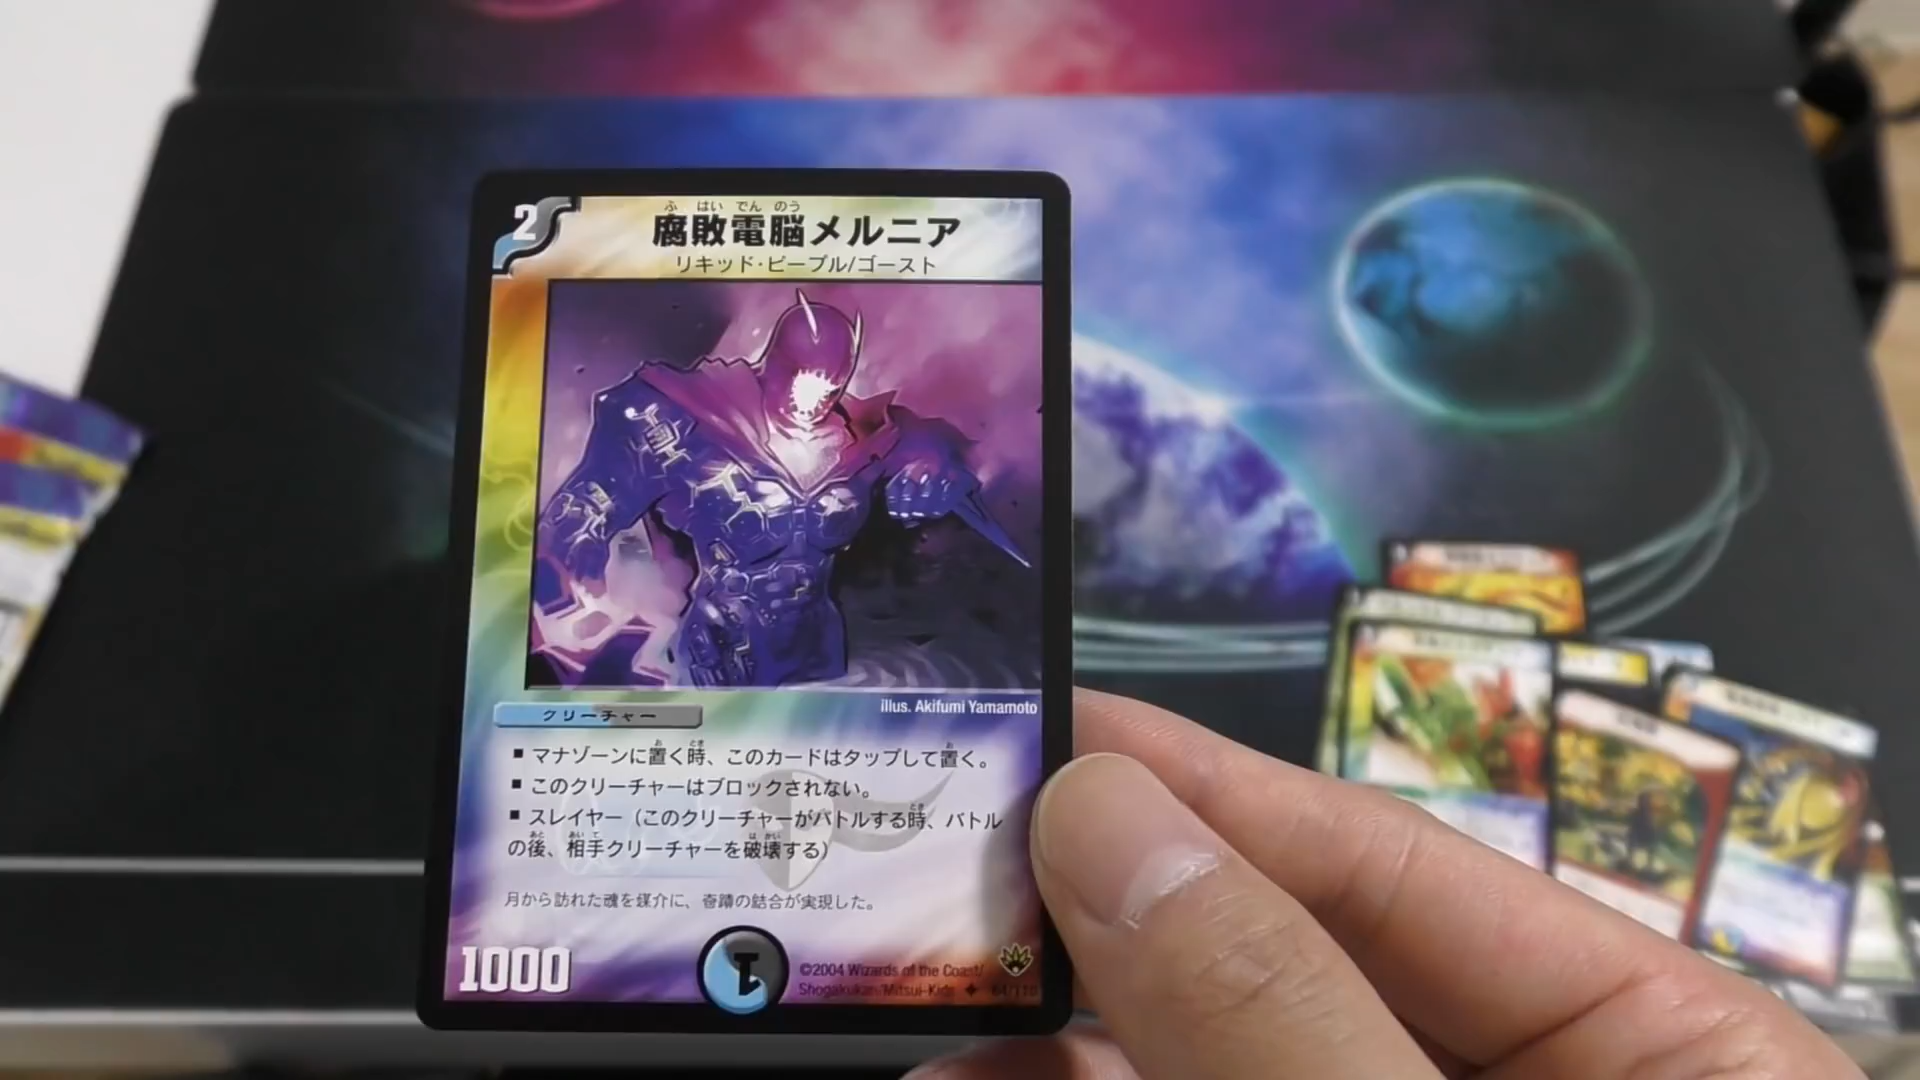 2
ふ はい でん のう
腐敗電脳メルニア
リキッド・ピープル/ゴースト
illus. Akifumi Yamamoto
クリーチャー
■ マナゾーンに置く時、このカードはタップして置く。
■ このクリーチャーはブロックされない。
■ スレイヤー（このクリーチャーがバトルする時、バトル
の後、相手クリーチャーを破壊する）
月から訪れた魂を媒介に、奇蹟の結合が実現した。
1000
1
©2004 Wizards of the Coast/
Shogakukan/Mitsui-Kids ◆ 64/110